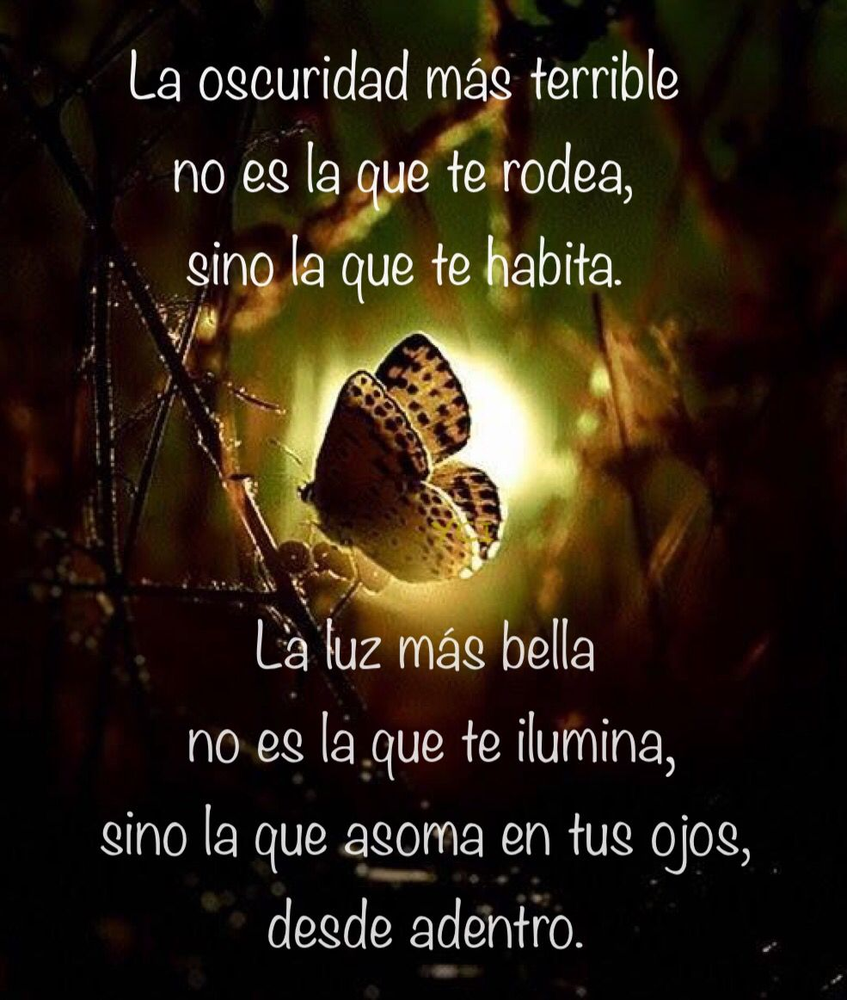 La oscuridad más terrible
no es la que te rodea,
sino la que te habita.
La luz más bella
no es la que te ilumina,
sino la que asoma en tus ojos,
desde adentro.